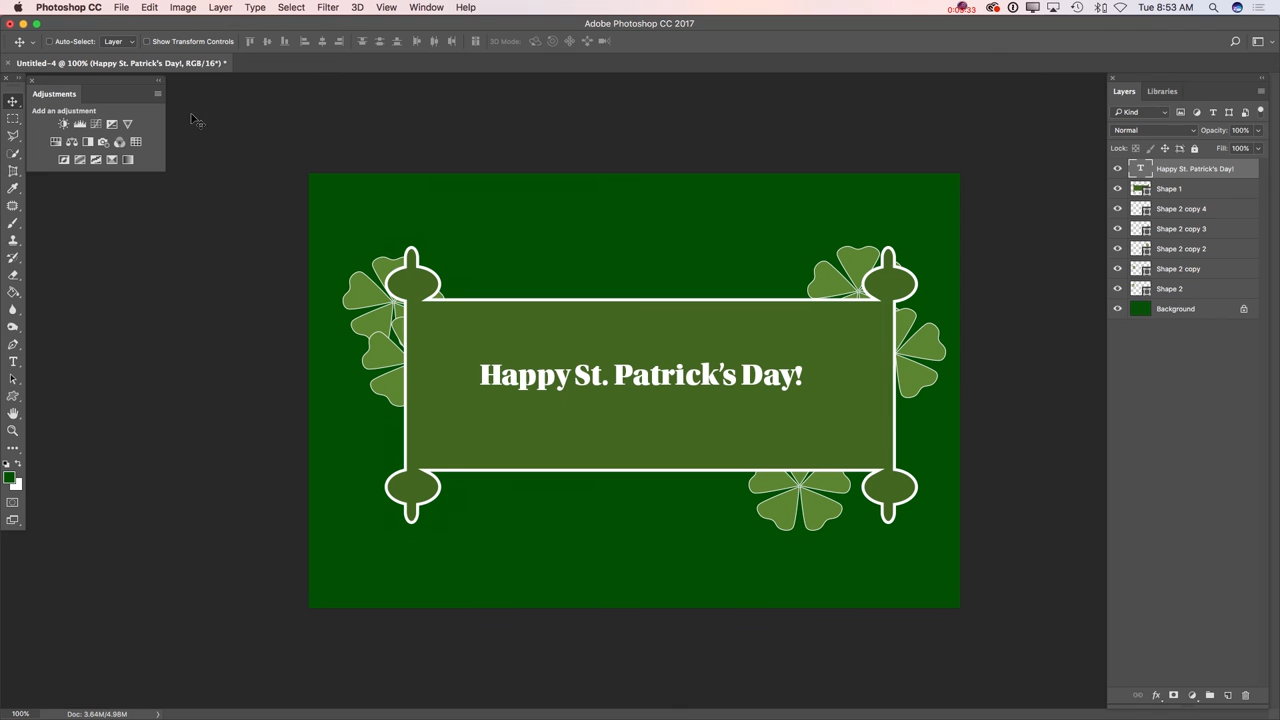 Photoshop CC File Edit Image Layer Type Select Filter 3D View Window Help Tue 8:53 AM
Adobe Photoshop CC 2017
Auto-Select: Layer Show Transform Controls 3D Mode:
Untitled-4 @ 100% (Happy St. Patrick's Day!, RGB/16*) *
Adjustments
Add an adjustment
Layers Libraries
Kind
Normal Opacity: 100%
Lock: Fill: 100%
T Happy St. Patrick's Day!
Shape 1
Shape 2 copy 4
Shape 2 copy 3
Shape 2 copy 2
Shape 2 copy
Shape 2
Background
Happy St. Patrick's Day!
100% Doc: 3.64M/4.98M